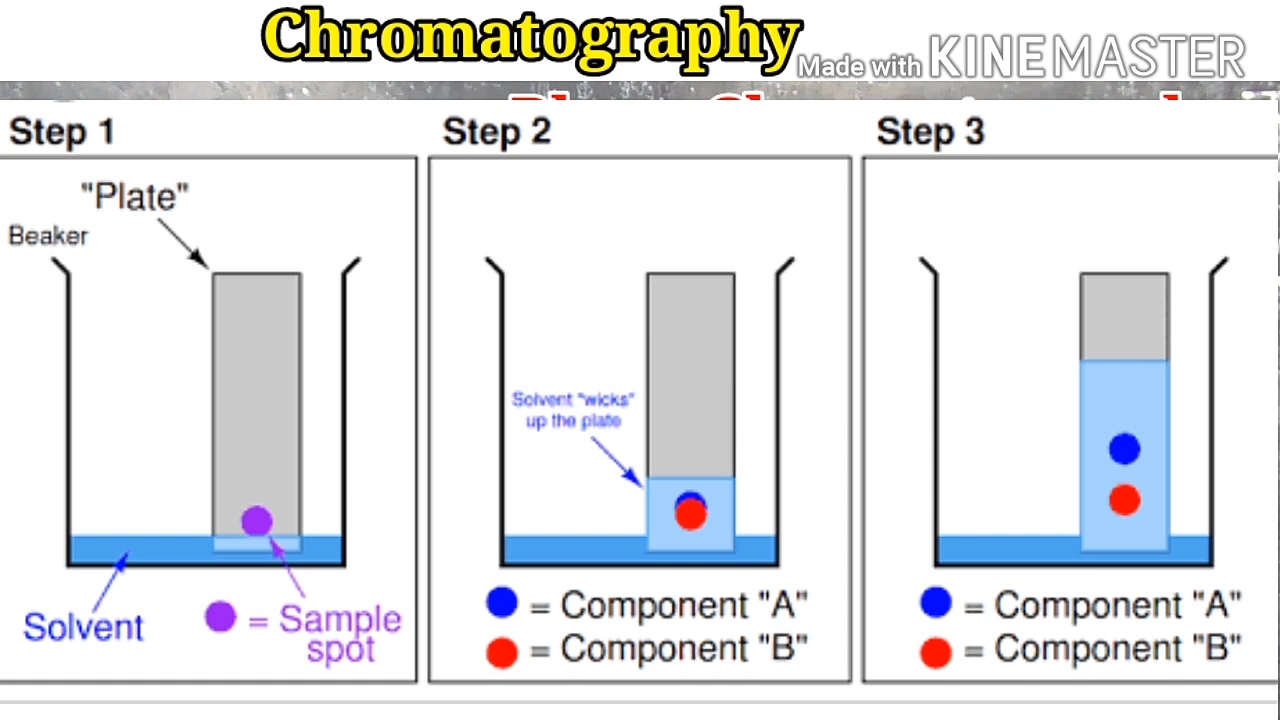 Chromatography
Made with KINEMASTER
Step 1
"Plate"
Beaker
Solvent
= Sample
spot
Step 2
Solvent "wicks"
up the plate
= Component "A"
= Component "B"
Step 3
= Component "A"
= Component "B"